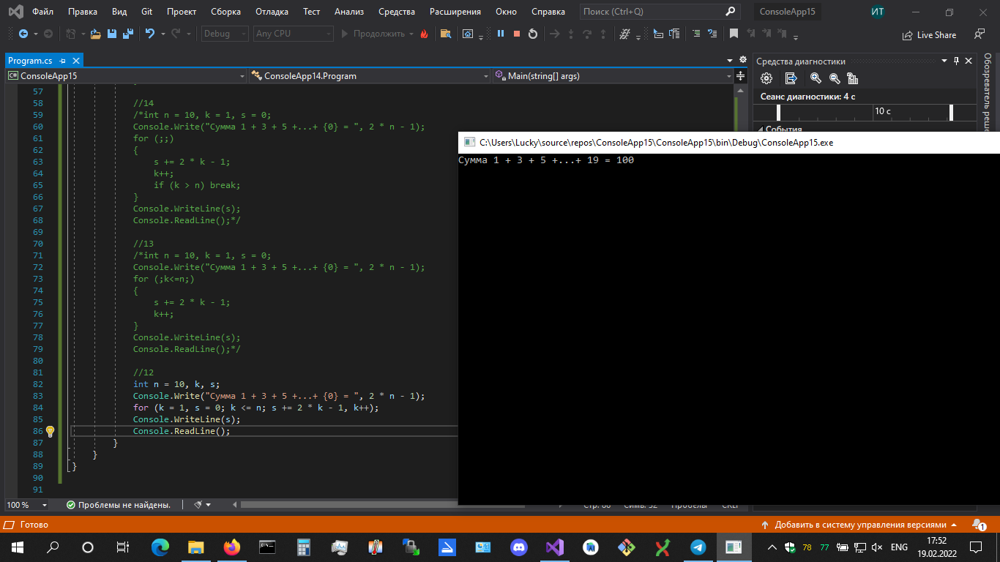 Файл Правка Вид Git Проект Сборка Отладка Тест Анализ Средства Расширения Окно Справка Поиск (Ctrl+Q) ConsoleApp15 ИТ
Debug Any CPU Продолжить Live Share
Program.cs
ConsoleApp15 ConsoleApp14.Program Main(string[] args)
57
58 //14
59 /*int n = 10, k = 1, s = 0;
60 Console.Write("Сумма 1 + 3 + 5 +...+ {0} = ", 2 * n - 1);
61 for (;;)
62 {
63 s += 2 * k - 1;
64 k++;
65 if (k > n) break;
66 }
67 Console.WriteLine(s);
68 Console.ReadLine();*/
69
70 //13
71 /*int n = 10, k = 1, s = 0;
72 Console.Write("Сумма 1 + 3 + 5 +...+ {0} = ", 2 * n - 1);
73 for (;k<=n;)
74 {
75 s += 2 * k - 1;
76 k++;
77 }
78 Console.WriteLine(s);
79 Console.ReadLine();*/
80
81 //12
82 int n = 10, k, s;
83 Console.Write("Сумма 1 + 3 + 5 +...+ {0} = ", 2 * n - 1);
84 for (k = 1, s = 0; k <= n; s += 2 * k - 1, k++);
85 Console.WriteLine(s);
86 Console.ReadLine();
87 }
88 }
89 }
90
91
Средства диагностики
Сеанс диагностики: 4 с
10 с
События
Обозреватель реше
C:\Users\Lucky\source\repos\ConsoleApp15\ConsoleApp15\bin\Debug\ConsoleApp15.exe
Сумма 1 + 3 + 5 +...+ 19 = 100
100 % Проблемы не найдены.
Готово Добавить в систему управления версиями 1
78 77 ENG 17:52
19.02.2022